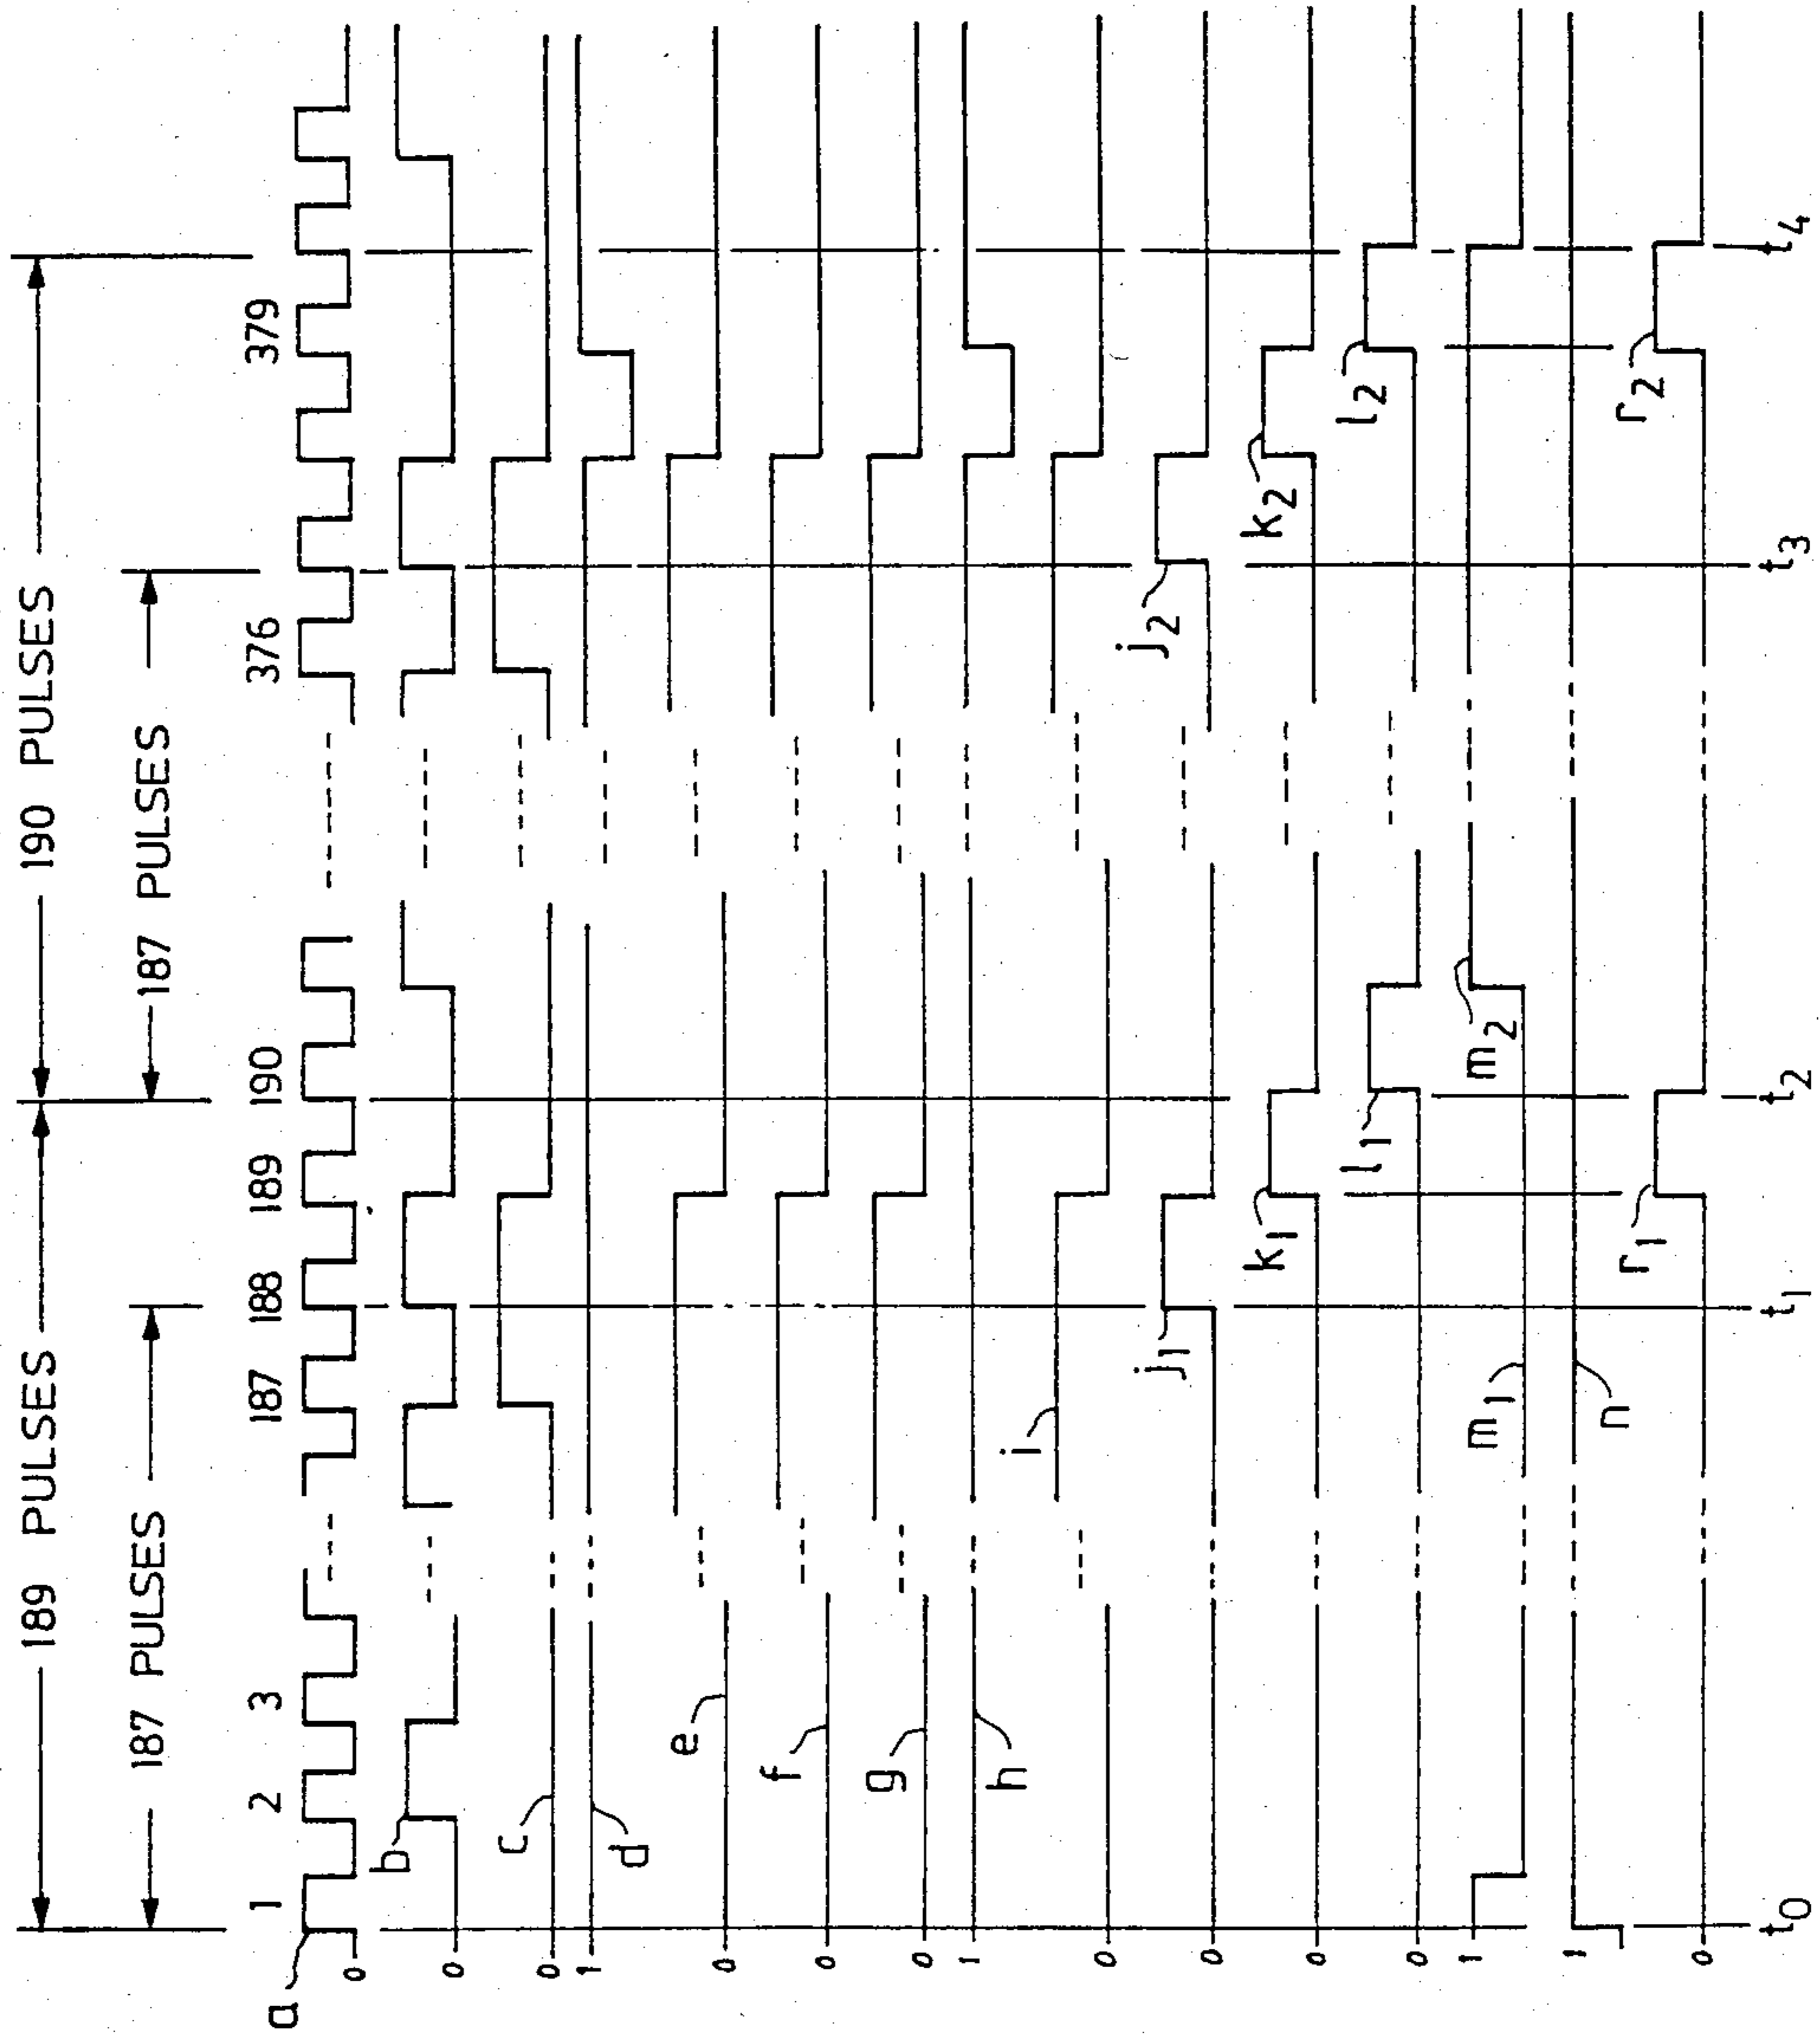 189 PULSES 190 PULSES
187 PULSES 187 PULSES
1 2 3 187 188 189 190 376 379
a
0
b
0
c
0
d
1
e
0
f
0
g
0
h
1
i
0
j1 j2
0
k1 k2
0
l1 l2
0
m1 m2
1
n
1
r1 r2
0
t0 t1 t2 t3 t4